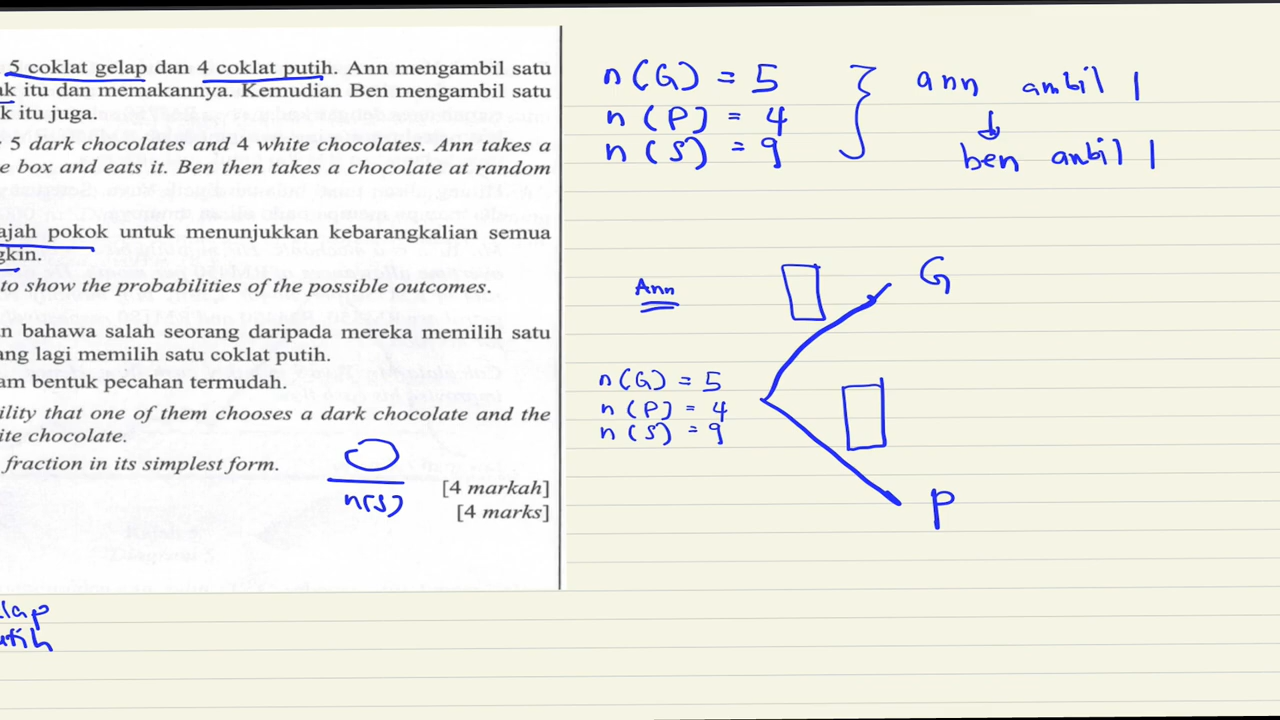 5 coklat gelap dan 4 coklat putih. Ann mengambil satu
itu dan memakannya. Kemudian Ben mengambil satu
k itu juga.
5 dark chocolates and 4 white chocolates. Ann takes a
e box and eats it. Ben then takes a chocolate at random
ajah pokok untuk menunjukkan kebarangkalian semua
gkin.
to show the probabilities of the possible outcomes.
n bahawa salah seorang daripada mereka memilih satu
ang lagi memilih satu coklat putih.
am bentuk pecahan termudah.
ility that one of them chooses a dark chocolate and the
ite chocolate.
fraction in its simplest form.
n(S)
[4 markah]
[4 marks]
lap
utih
n(G) = 5
n(P) = 4
n(S) = 9
ann ambil 1
ben ambil 1
Ann
G
n(G) = 5
n(P) = 4
n(S) = 9
P